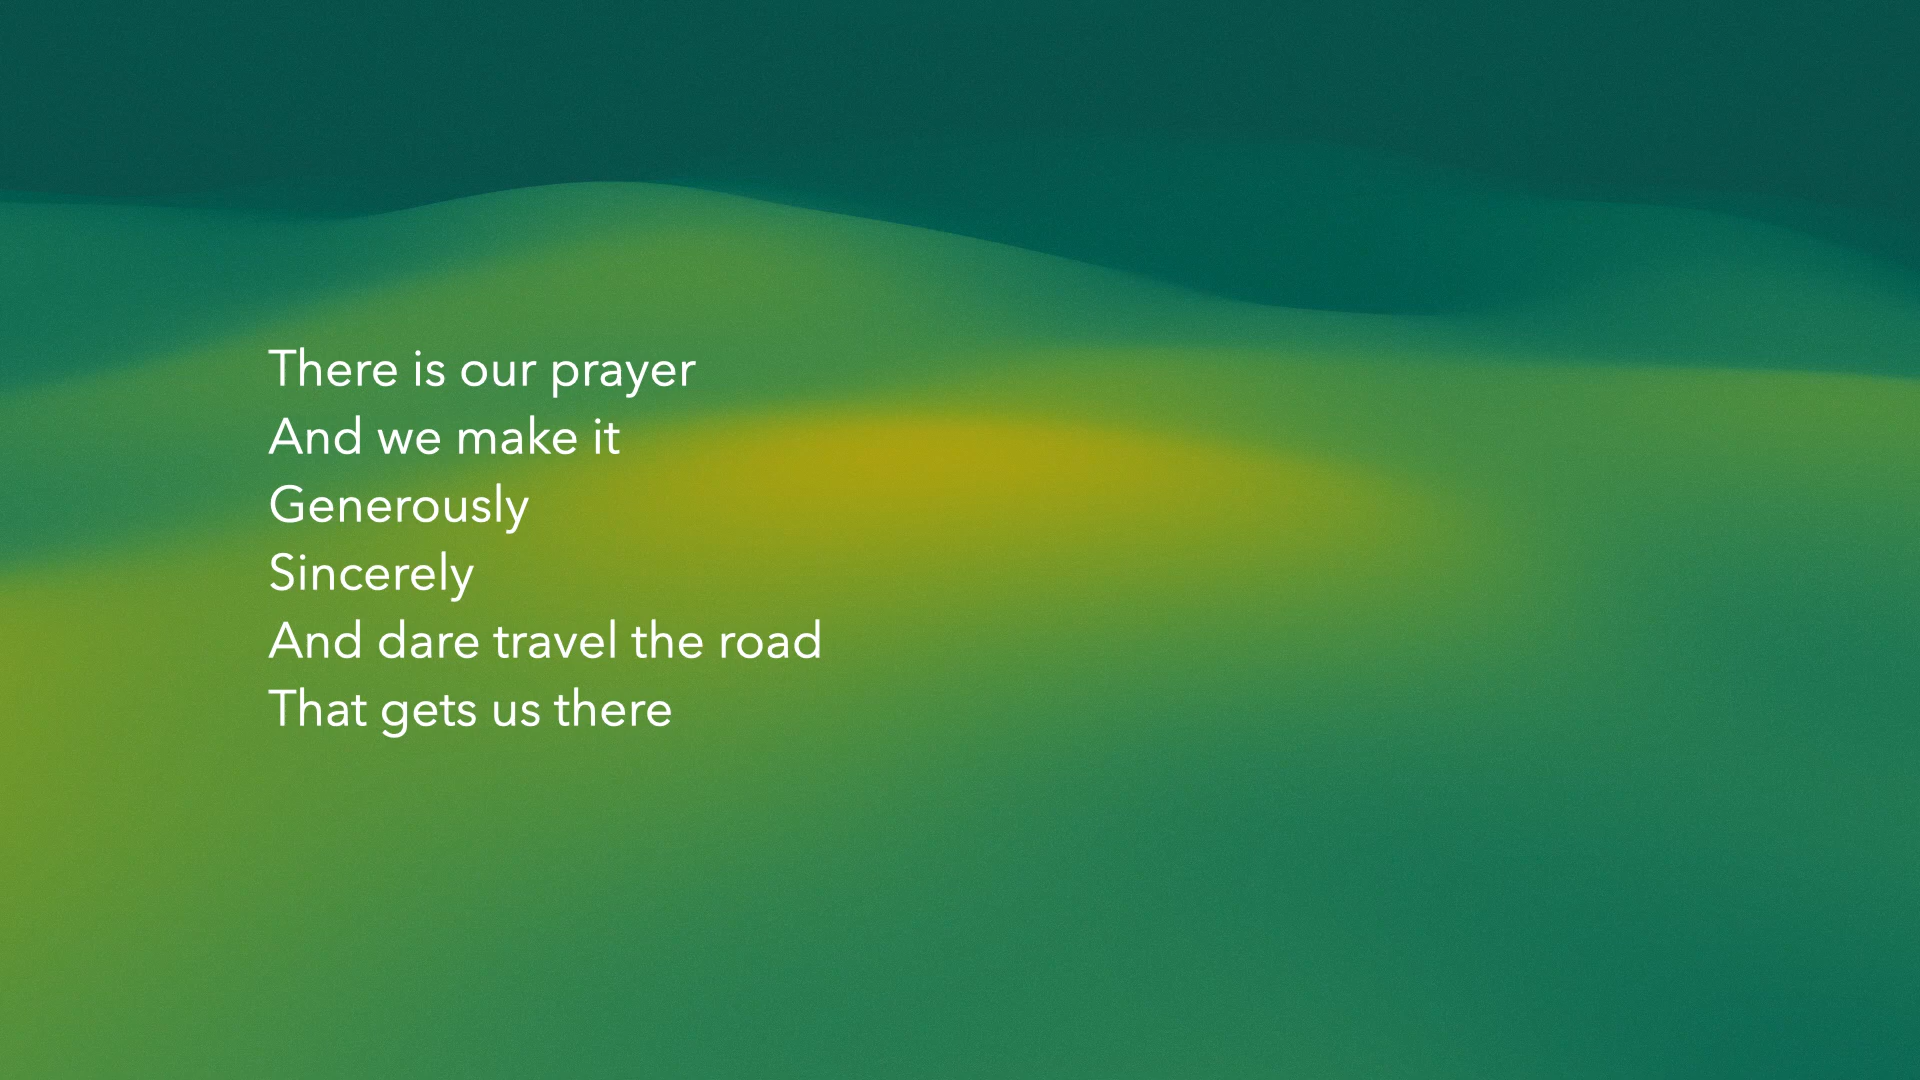 There is our prayer
And we make it
Generously
Sincerely
And dare travel the road
That gets us there